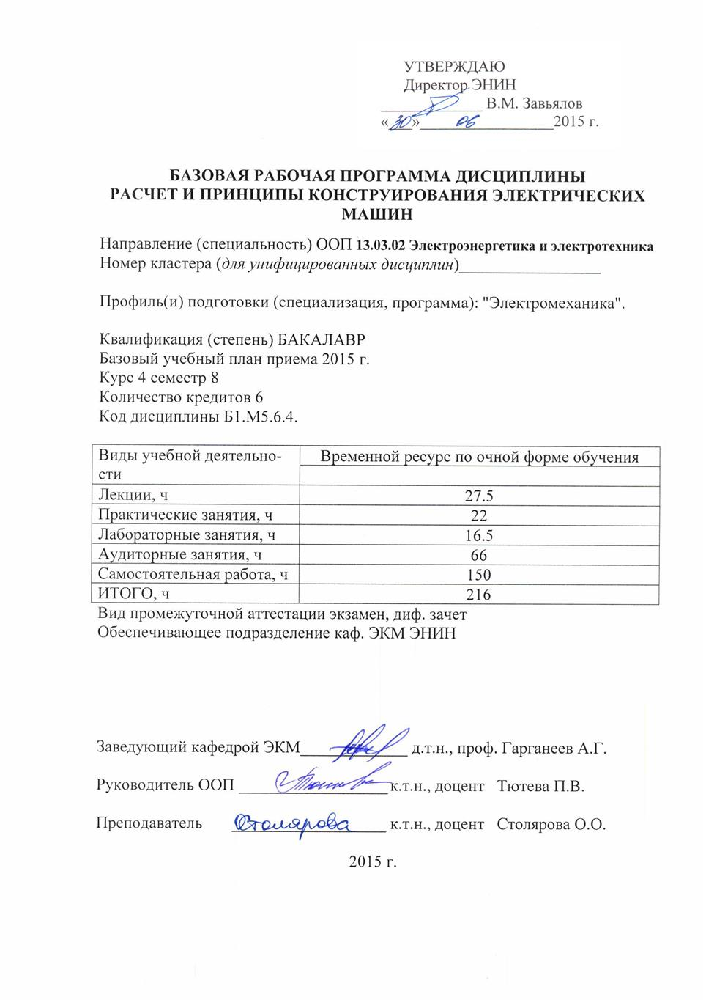 УТВЕРЖДАЮ
Директор ЭНИН
_____________ В.М. Завьялов
«30»  06  2015 г.
БАЗОВАЯ РАБОЧАЯ ПРОГРАММА ДИСЦИПЛИНЫ
РАСЧЕТ И ПРИНЦИПЫ КОНСТРУИРОВАНИЯ ЭЛЕКТРИЧЕСКИХ
МАШИН
Направление (специальность) ООП 13.03.02 Электроэнергетика и электротехника
Номер кластера (для унифицированных дисциплин)_________________
Профиль(и) подготовки (специализация, программа): "Электромеханика".
Квалификация (степень) БАКАЛАВР
Базовый учебный план приема 2015 г.
Курс 4 семестр 8
Количество кредитов 6
Код дисциплины Б1.М5.6.4.
Виды учебной деятельно- Временной ресурс по очной форме обучения
сти
Лекции, ч 27.5
Практические занятия, ч 22
Лабораторные занятия, ч 16.5
Аудиторные занятия, ч 66
Самостоятельная работа, ч 150
ИТОГО, ч 216
Вид промежуточной аттестации экзамен, диф. зачет
Обеспечивающее подразделение каф. ЭКМ ЭНИН
Заведующий кафедрой ЭКМ_____________ д.т.н., проф. Гарганеев А.Г.
Руководитель ООП __________________к.т.н., доцент Тютева П.В.
Преподаватель Столярова к.т.н., доцент Столярова О.О.
2015 г.